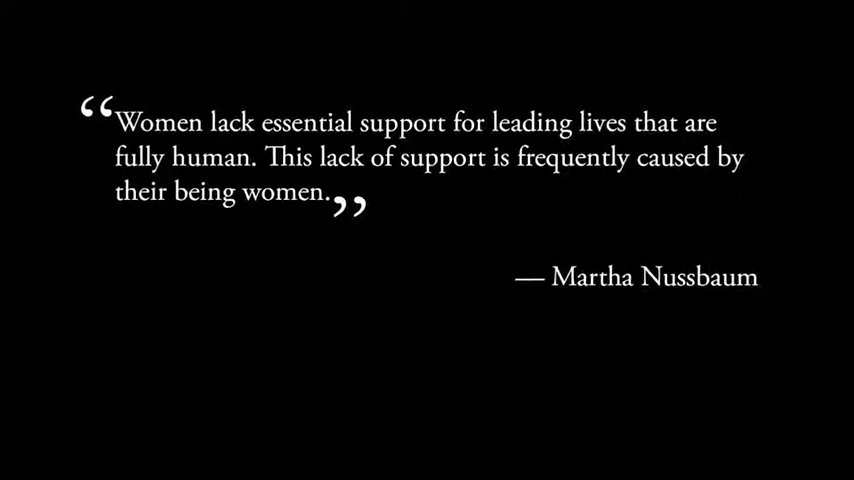 “Women lack essential support for leading lives that are
fully human. This lack of support is frequently caused by
their being women.”
— Martha Nussbaum